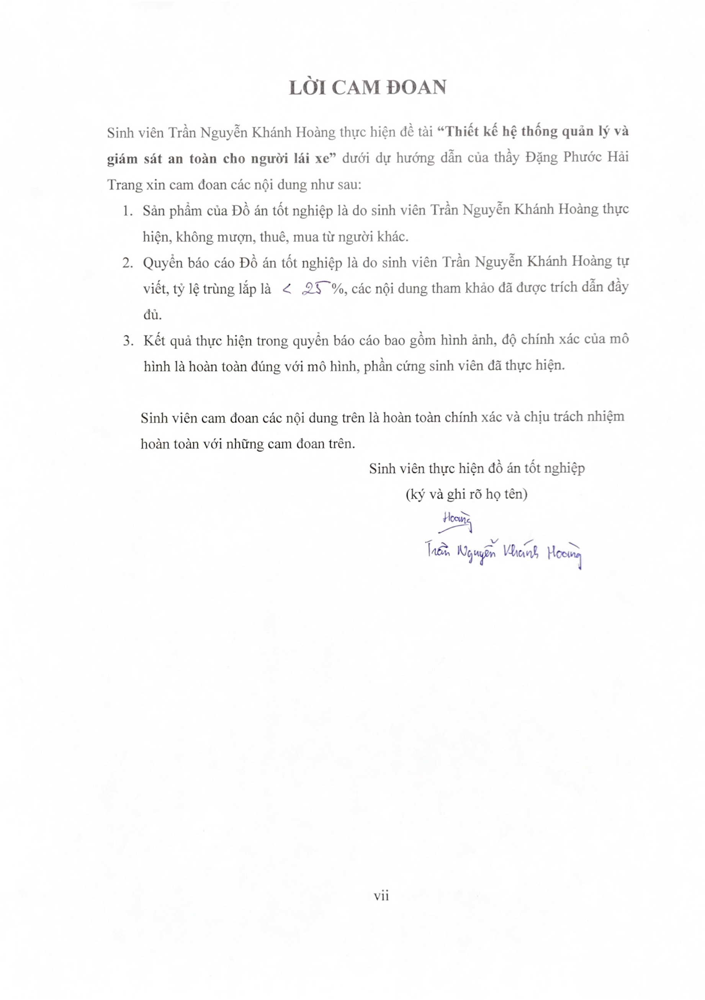 LỜI CAM ĐOAN
Sinh viên Trần Nguyễn Khánh Hoàng thực hiện đề tài “Thiết kế hệ thống quản lý và
giám sát an toàn cho người lái xe” dưới dự hướng dẫn của thầy Đặng Phước Hải
Trang xin cam đoan các nội dung như sau:
1. Sản phẩm của Đồ án tốt nghiệp là do sinh viên Trần Nguyễn Khánh Hoàng thực
hiện, không mượn, thuê, mua từ người khác.
2. Quyển báo cáo Đồ án tốt nghiệp là do sinh viên Trần Nguyễn Khánh Hoàng tự
viết, tỷ lệ trùng lắp là < 25 %, các nội dung tham khảo đã được trích dẫn đầy
đủ.
3. Kết quả thực hiện trong quyển báo cáo bao gồm hình ảnh, độ chính xác của mô
hình là hoàn toàn đúng với mô hình, phần cứng sinh viên đã thực hiện.
Sinh viên cam đoan các nội dung trên là hoàn toàn chính xác và chịu trách nhiệm
hoàn toàn với những cam đoan trên.
Sinh viên thực hiện đồ án tốt nghiệp
(ký và ghi rõ họ tên)
Hoàng
Trần Nguyễn Khánh Hoàng
vii